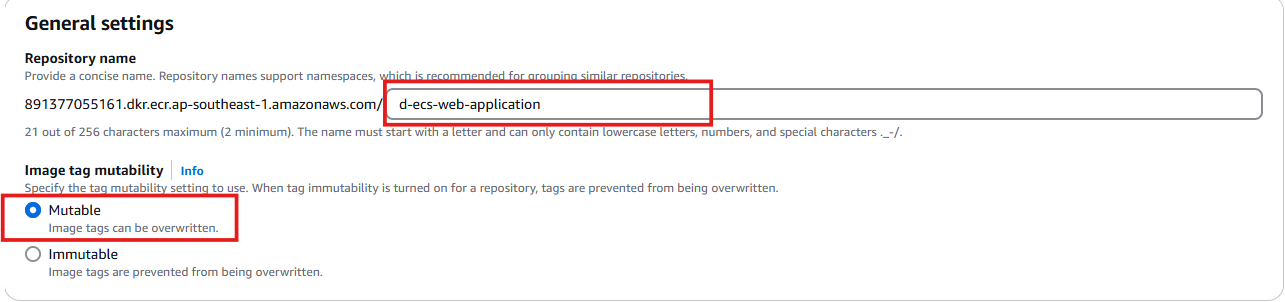 General settings
Repository name
Provide a concise name. Repository names support namespaces, which is recommended for grouping similar repositories.
891377055161.dkr.ecr.ap-southeast-1.amazonaws.com/ d-ecs-web-application
21 out of 256 characters maximum (2 minimum). The name must start with a letter and can only contain lowercase letters, numbers, and special characters ._-/.
Image tag mutability Info
Specify the tag mutability setting to use. When tag immutability is turned on for a repository, tags are prevented from being overwritten.
Mutable
Image tags can be overwritten.
Immutable
Image tags are prevented from being overwritten.